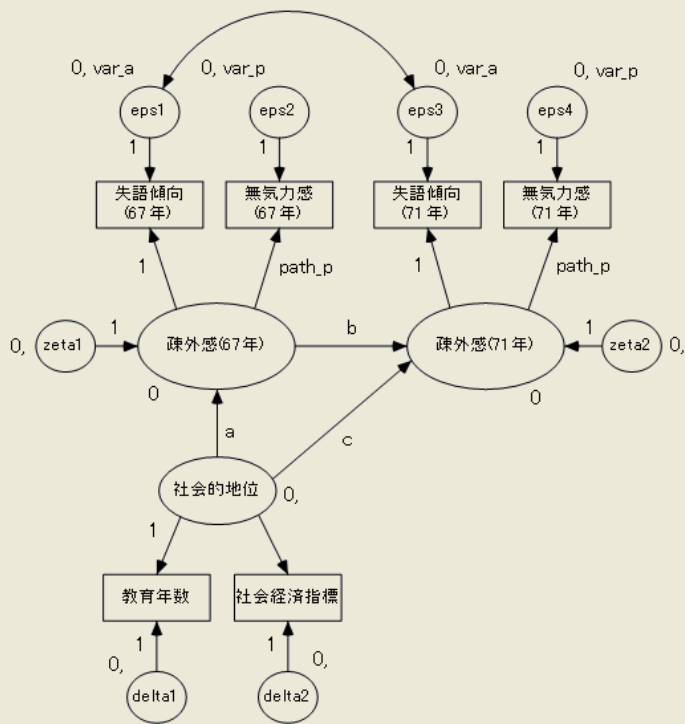 0, var_a
0, var_p
0, var_a
0, var_p
eps1
eps2
eps3
eps4
1
1
1
1
失語傾向
(67年)
無気力感
(67年)
失語傾向
(71年)
無気力感
(71年)
1
path_p
1
path_p
0,
zeta1
1
疎外感(67年)
b
疎外感(71年)
1
zeta2
0,
0
0
a
c
社会的地位
0,
1
教育年数
社会経済指標
1
1
0,
0,
delta1
delta2